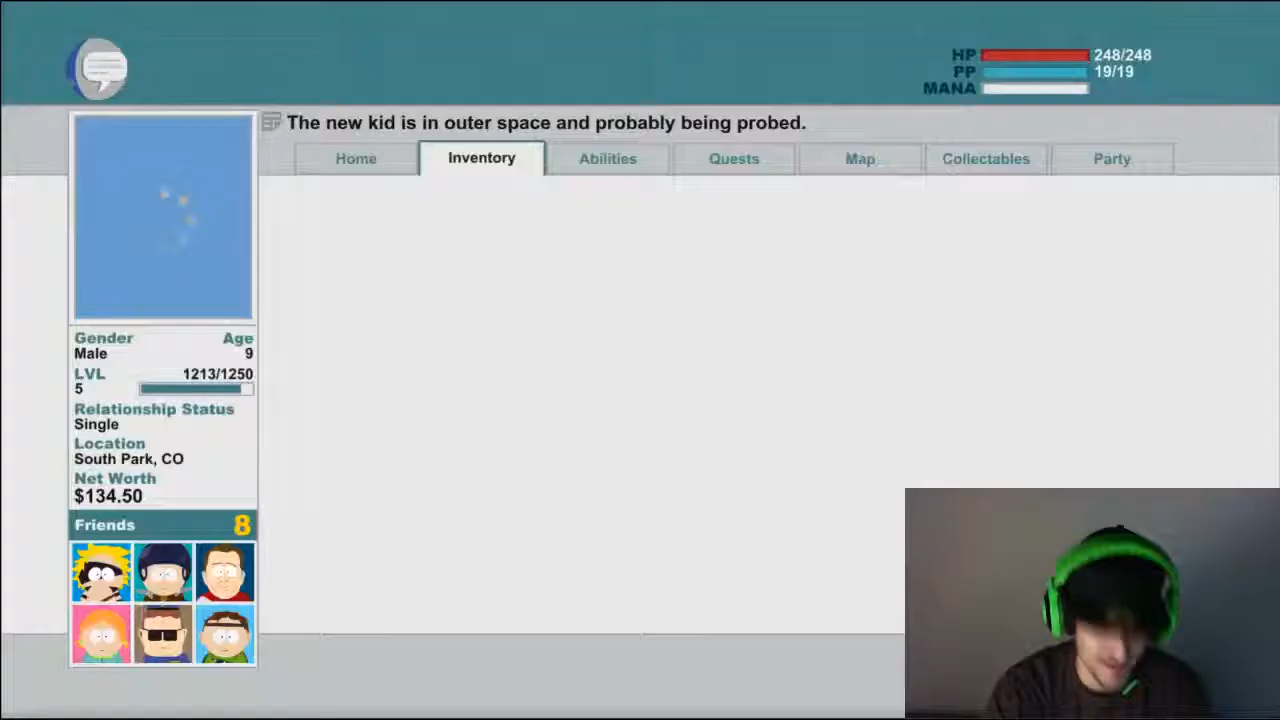 HP 248/248
PP 19/19
MANA
The new kid is in outer space and probably being probed.
Home Inventory Abilities Quests Map Collectables Party
Gender Age
Male 9
LVL 1213/1250
5
Relationship Status
Single
Location
South Park, CO
Net Worth
$134.50
Friends 8